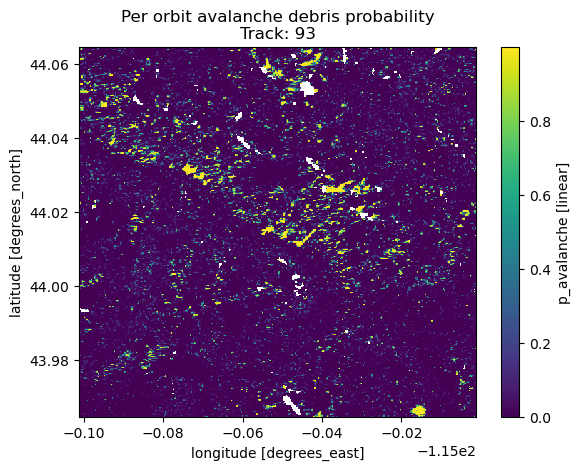 Per orbit avalanche debris probability
Track: 93
44.06
44.04
44.02
44.00
43.98
latitude [degrees_north]
−0.10
−0.08
−0.06
−0.04
−0.02
−1.15e2
longitude [degrees_east]
0.8
0.6
0.4
0.2
0.0
p_avalanche [linear]